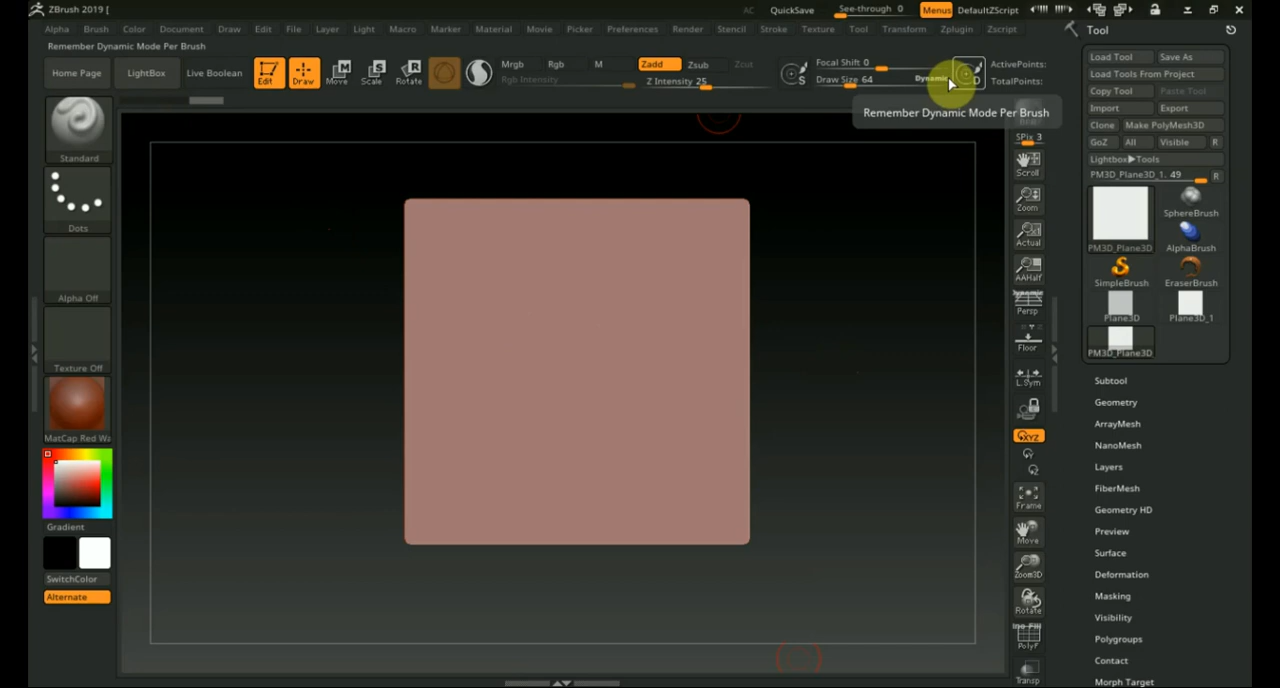 ZBrush 2019 [
AC QuickSave See-through 0 Menus DefaultZScript
Alpha Brush Color Document Draw Edit File Layer Light Macro Marker Material Movie Picker Preferences Render Stencil Stroke Texture Tool Transform Zplugin Zscript
Remember Dynamic Mode Per Brush
Home Page LightBox Live Boolean Edit Draw Move Scale Rotate
Mrgb Rgb M Zadd Zsub Zcut
Rgb Intensity Z Intensity 25
Focal Shift 0
Draw Size 64 Dynamic
S D
ActivePoints:
TotalPoints:
Remember Dynamic Mode Per Brush
Standard
Dots
Alpha Off
Texture Off
MatCap Red Wa
Gradient
SwitchColor
Alternate
SPix 3
Scroll
Zoom
Actual
AAHalf
Dynamic
Persp
Floor
L.Sym
XYZ
Y
Z
Frame
Move
Zoom3D
Rotate
Line Fill
PolyF
Transp
Tool
Load Tool Save As
Load Tools From Project
Copy Tool Paste Tool
Import Export
Clone Make PolyMesh3D
GoZ All Visible R
Lightbox▶Tools
PM3D_Plane3D_1. 49 R
PM3D_Plane3D
SphereBrush
AlphaBrush
SimpleBrush EraserBrush
Plane3D Plane3D_1
PM3D_Plane3D
Subtool
Geometry
ArrayMesh
NanoMesh
Layers
FiberMesh
Geometry HD
Preview
Surface
Deformation
Masking
Visibility
Polygroups
Contact
Morph Target